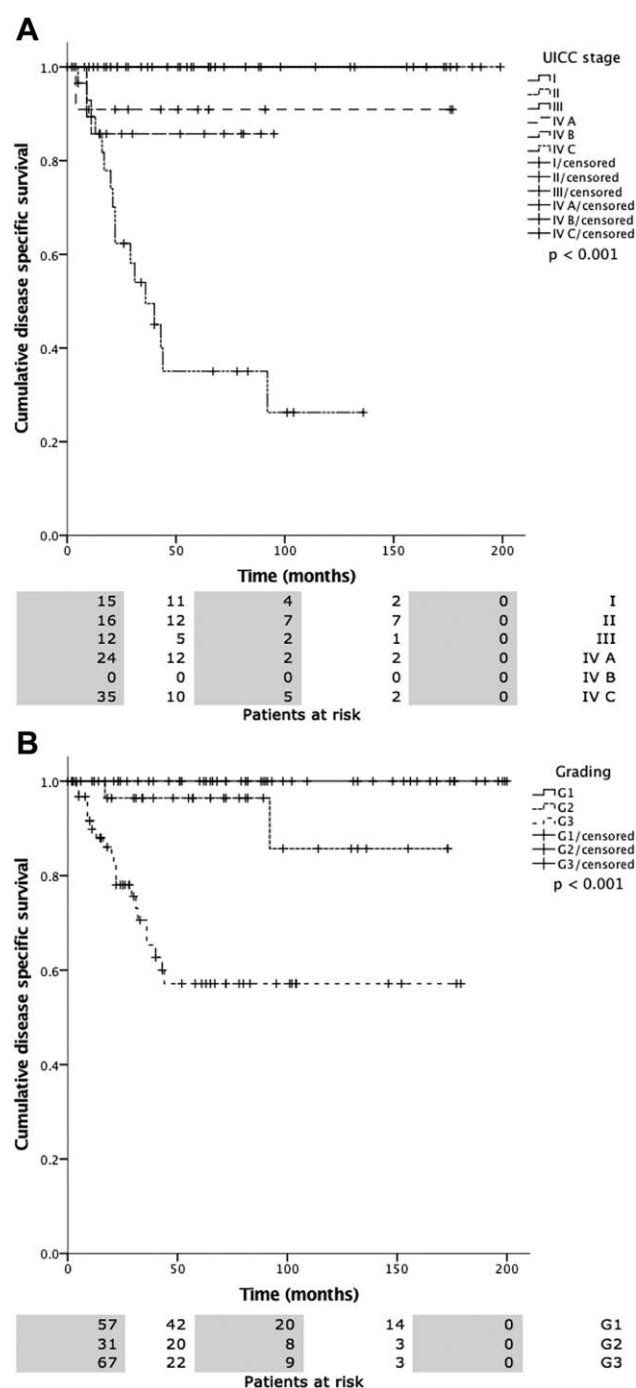 A
UICC stage
I
II
III
IV A
IV B
IV C
I/censored
II/censored
III/censored
IV A/censored
IV B/censored
IV C/censored
p < 0.001
Cumulative disease specific survival
1.0
0.8
0.6
0.4
0.2
0.0
0 50 100 150 200
Time (months)
15 11 4 2 0 I
16 12 7 7 0 II
12 5 2 1 0 III
24 12 2 2 0 IV A
0 0 0 0 0 IV B
35 10 5 2 0 IV C
Patients at risk
B
Grading
G1
G2
G3
G1/censored
G2/censored
G3/censored
p < 0.001
Cumulative disease specific survival
1.0
0.8
0.6
0.4
0.2
0.0
0 50 100 150 200
Time (months)
57 42 20 14 0 G1
31 20 8 3 0 G2
67 22 9 3 0 G3
Patients at risk